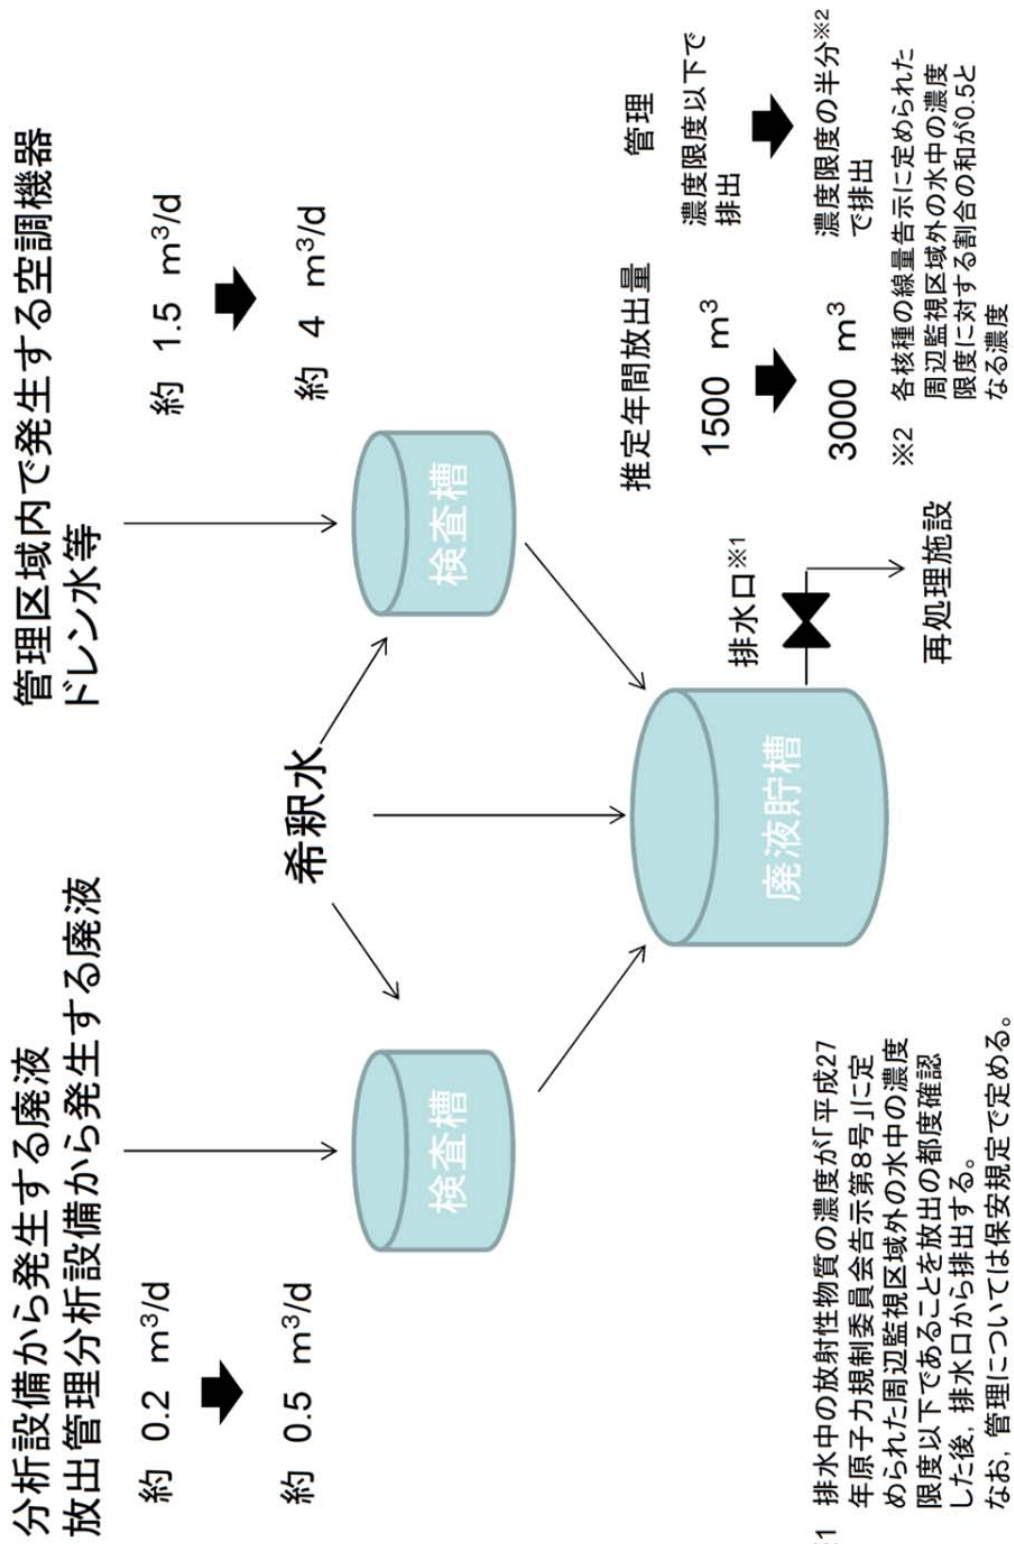 分析設備から発生する廃液
放出管理分析設備から発生する廃液
約 0.2 m³/d
約 0.5 m³/d
管理区域内で発生する空調機器
ドレン水等
約 1.5 m³/d
約 4 m³/d
希釈水
検査槽
検査槽
廃液貯槽
排水口※1
再処理施設
推定年間放出量
1500 m³
3000 m³
管理
濃度限度以下で
排出
濃度限度の半分※2
で排出
※2 各核種の線量告示に定められた
周辺監視区域外の水中の濃度
限度に対する割合の和が0.5と
なる濃度
※1 排水中の放射性物質の濃度が「平成27
年原子力規制委員会告示第8号」に定
められた周辺監視区域外の水中の濃度
限度以下であることを放出の都度確認
した後，排水口から排出する。
なお，管理については保安規定で定める。